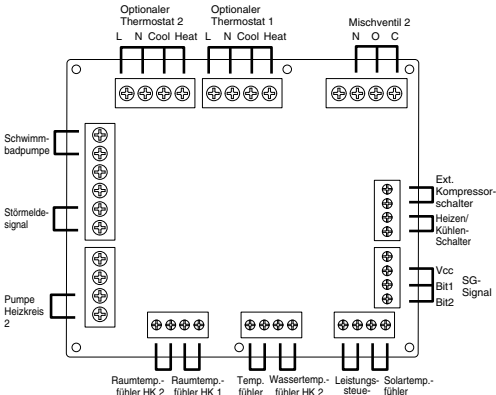 Optionaler Thermostat 2
L N Cool Heat
Optionaler Thermostat 1
L N Cool Heat
Mischventil 2
N O C
Schwimm-
badpumpe
Störmelde-
signal
Pumpe
Heizkreis
2
Ext.
Kompressor-
schalter
Heizen/
Kühlen-
Schalter
Vcc
Bit1
Bit2
SG-
Signal
Raumtemp.-
fühler HK 2
Raumtemp.-
fühler HK 1
Temp.
fühler
Wassertemp.-
fühler HK 2
Leistungs-
steue-
Solartemp.-
fühler